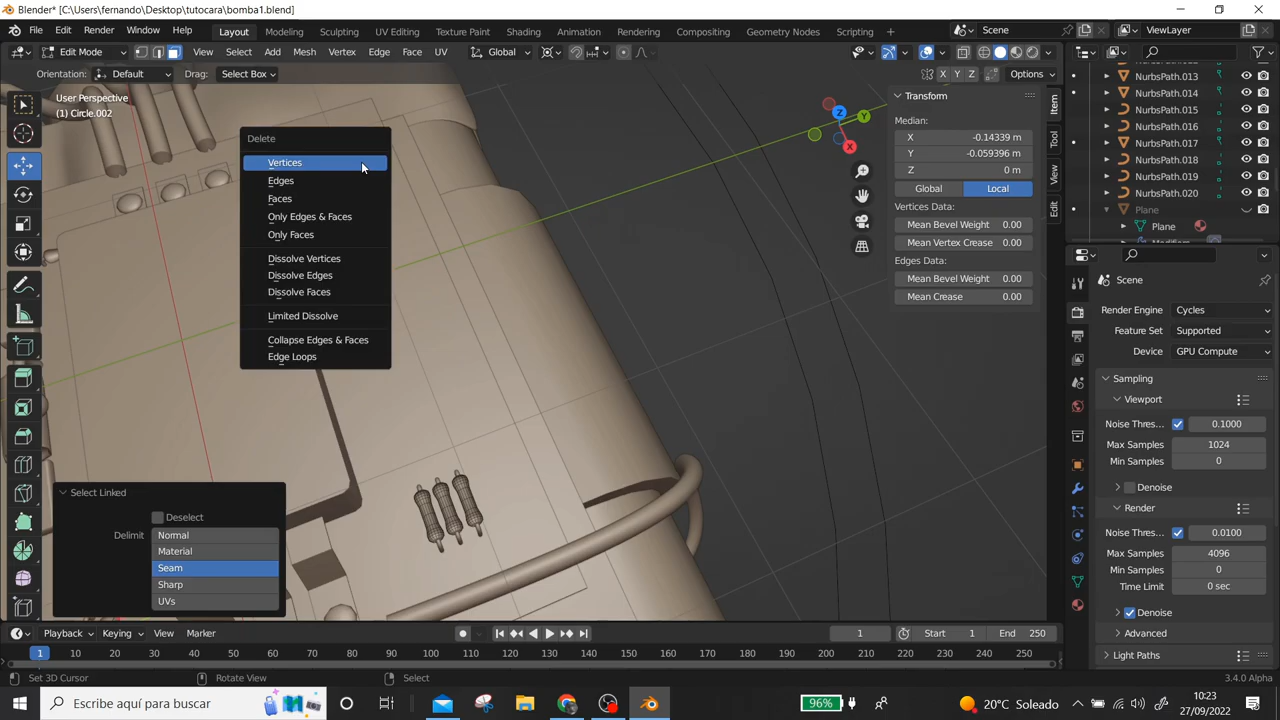 Blender* [C:\Users\fernando\Desktop\tutocara\bomba1.blend]
File Edit Render Window Help Layout Modeling Sculpting UV Editing Texture Paint Shading Animation Rendering Compositing Geometry Nodes Scripting + Scene ViewLayer
Edit Mode View Select Add Mesh Vertex Edge Face UV Global
Orientation: Default Drag: Select Box X Y Z Options
User Perspective
(1) Circle.002
Delete
Vertices
Edges
Faces
Only Edges & Faces
Only Faces
Dissolve Vertices
Dissolve Edges
Dissolve Faces
Limited Dissolve
Collapse Edges & Faces
Edge Loops
Z
Y
X
Transform
Median:
X -0.14339 m
Y -0.059396 m
Z 0 m
Global Local
Vertices Data:
Mean Bevel Weight 0.00
Mean Vertex Crease 0.00
Edges Data:
Mean Bevel Weight 0.00
Mean Crease 0.00
Item
Tool
View
Edit
NurbsPath.013
NurbsPath.014
NurbsPath.015
NurbsPath.016
NurbsPath.017
NurbsPath.018
NurbsPath.019
NurbsPath.020
Plane
Plane
Scene
Render Engine Cycles
Feature Set Supported
Device GPU Compute
Sampling
Viewport
Noise Thres... 0.1000
Max Samples 1024
Min Samples 0
Denoise
Render
Noise Thres... 0.0100
Max Samples 4096
Min Samples 0
Time Limit 0 sec
Denoise
Advanced
Light Paths
Select Linked
Deselect
Delimit Normal
Material
Seam
Sharp
UVs
Playback Keying View Marker 1 Start 1 End 250
1 10 20 30 40 50 60 70 80 90 100 110 120 130 140 150 160 170 180 190 200 210 220 230 240 250
Set 3D Cursor Rotate View Select 3.4.0 Alpha
Escribe aquí para buscar 96% 20°C Soleado 10:23
27/09/2022